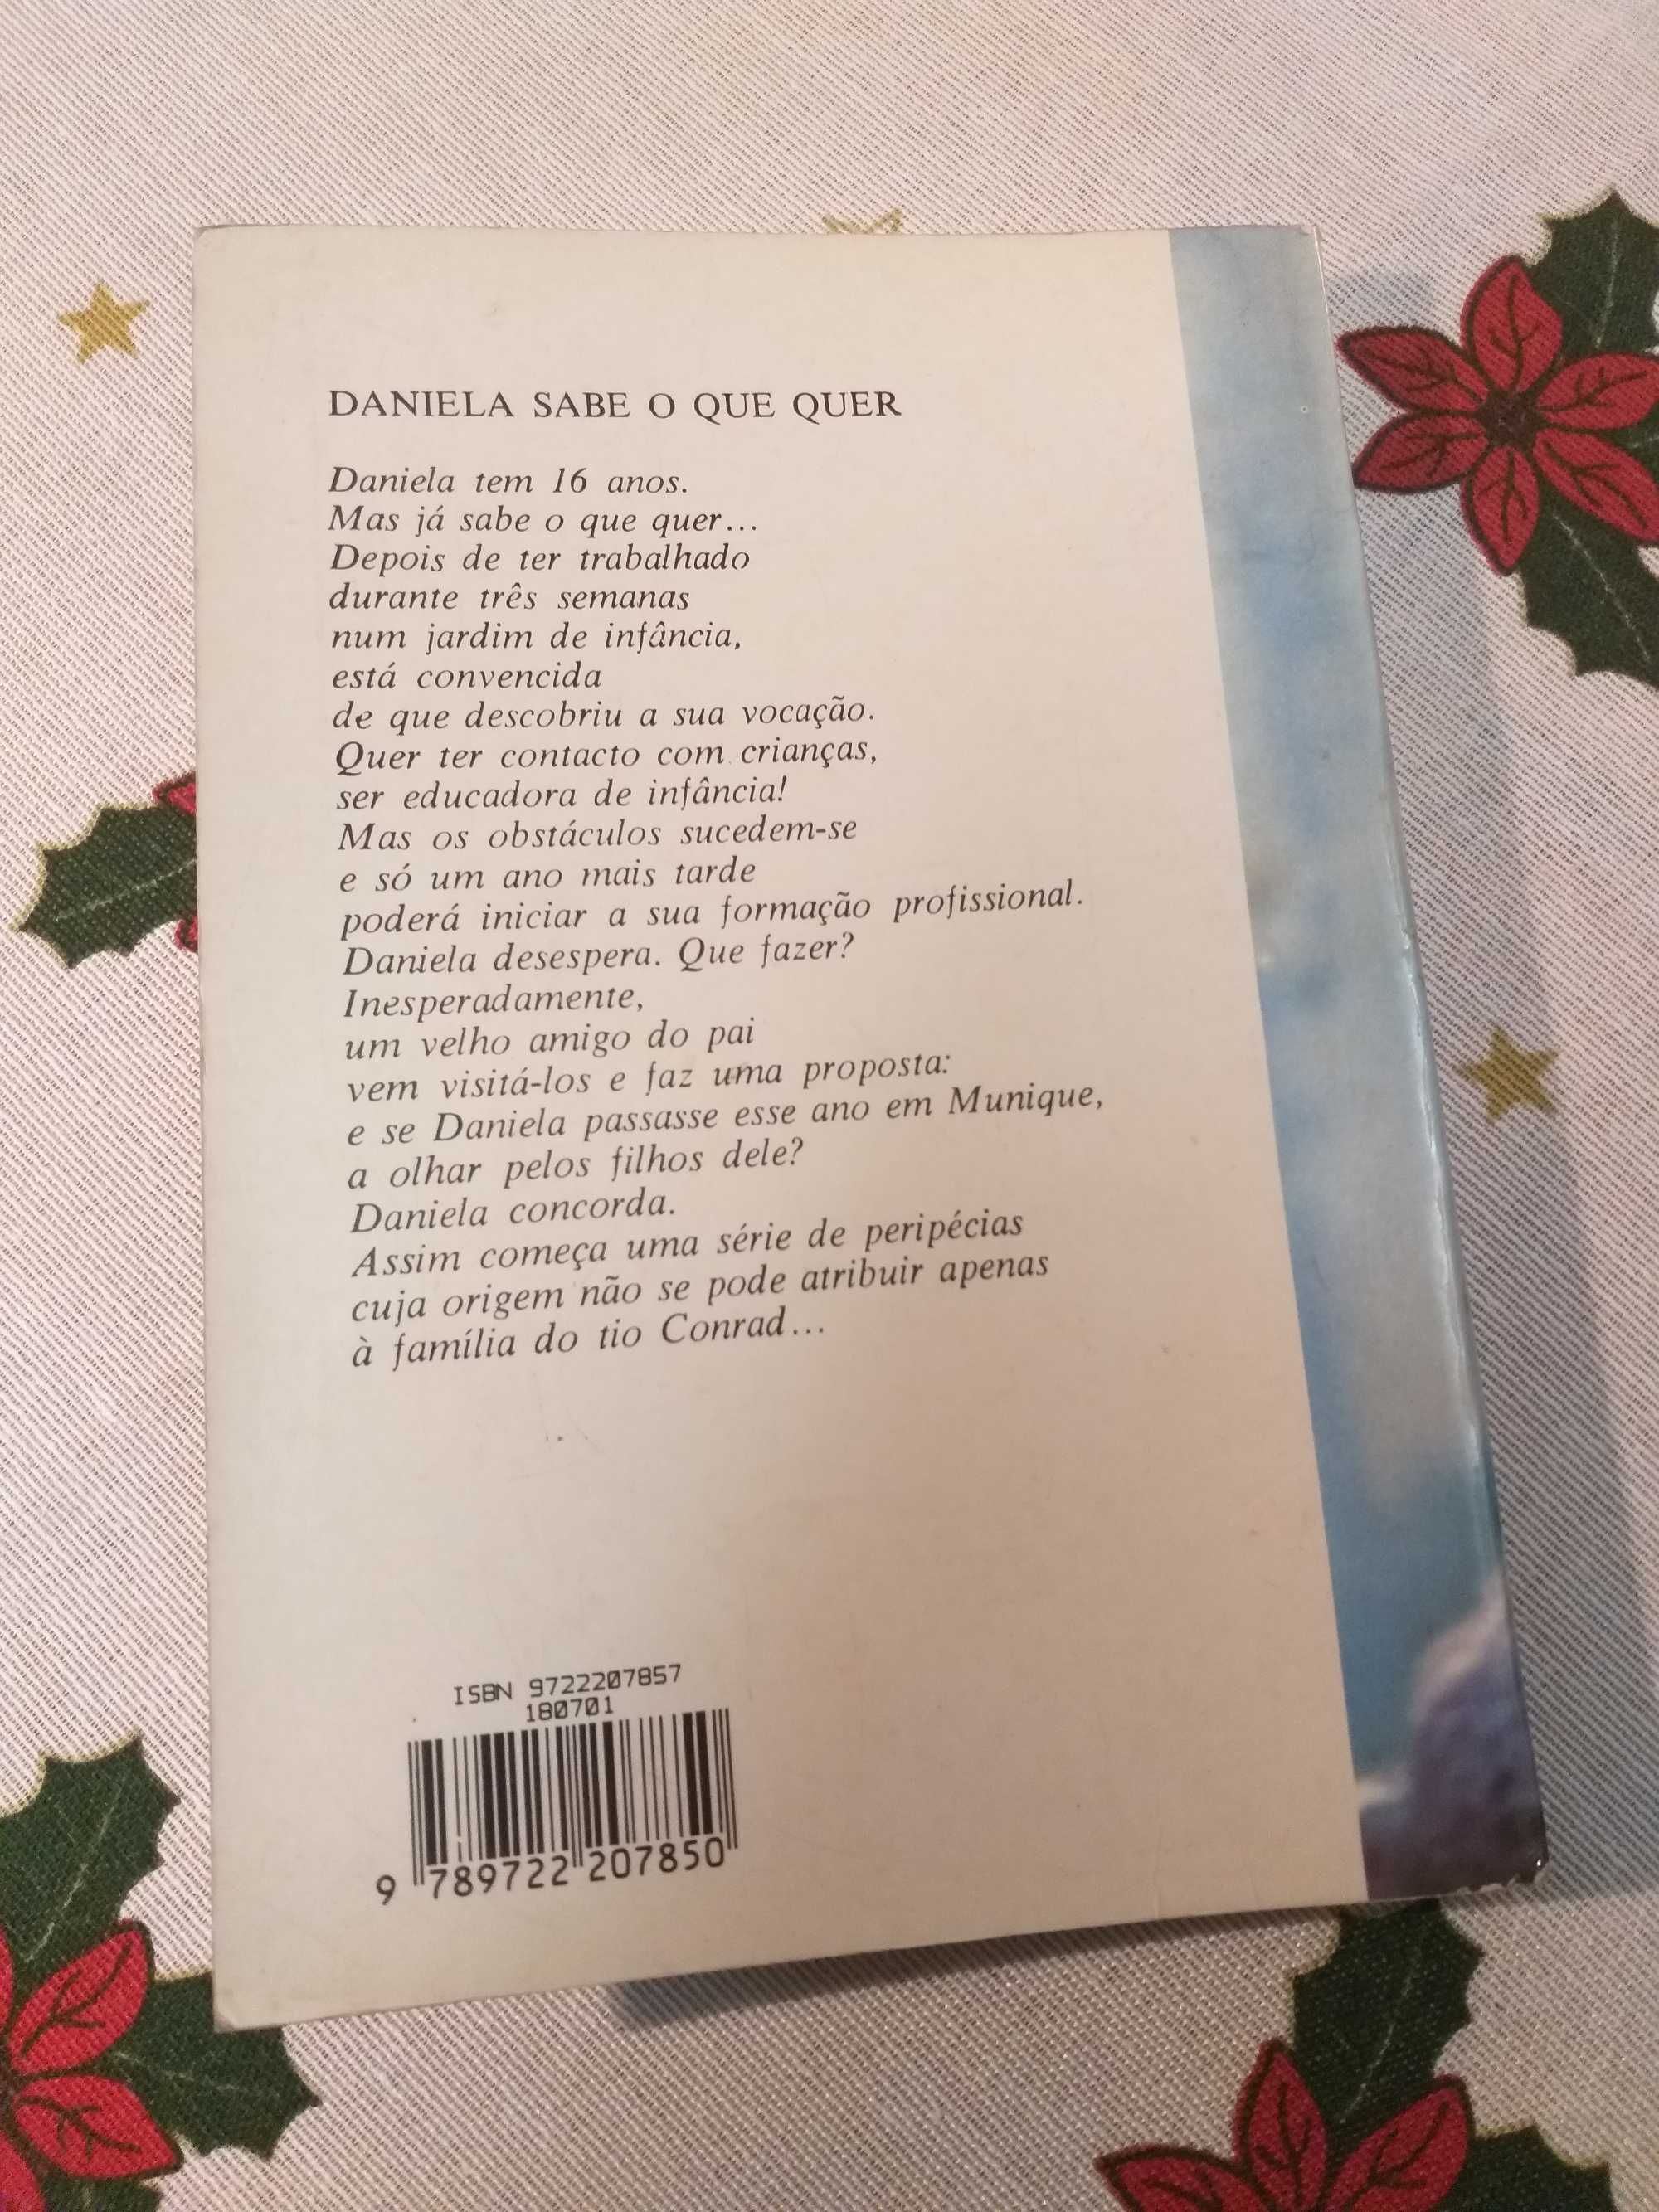 DANIELA SABE O QUE QUER
Daniela tem 16 anos.
Mas já sabe o que quer...
Depois de ter trabalhado
durante três semanas
num jardim de infância,
está convencida
de que descobriu a sua vocação.
Quer ter contacto com crianças,
ser educadora de infância!
Mas os obstáculos sucedem-se
e só um ano mais tarde
poderá iniciar a sua formação profissional.
Daniela desespera. Que fazer?
Inesperadamente,
um velho amigo do pai
vem visitá-los e faz uma proposta:
e se Daniela passasse esse ano em Munique,
a olhar pelos filhos dele?
Daniela concorda.
Assim começa uma série de peripécias
cuja origem não se pode atribuir apenas
à família do tio Conrad...
ISBN 9722207857
180701
9 789722 207850